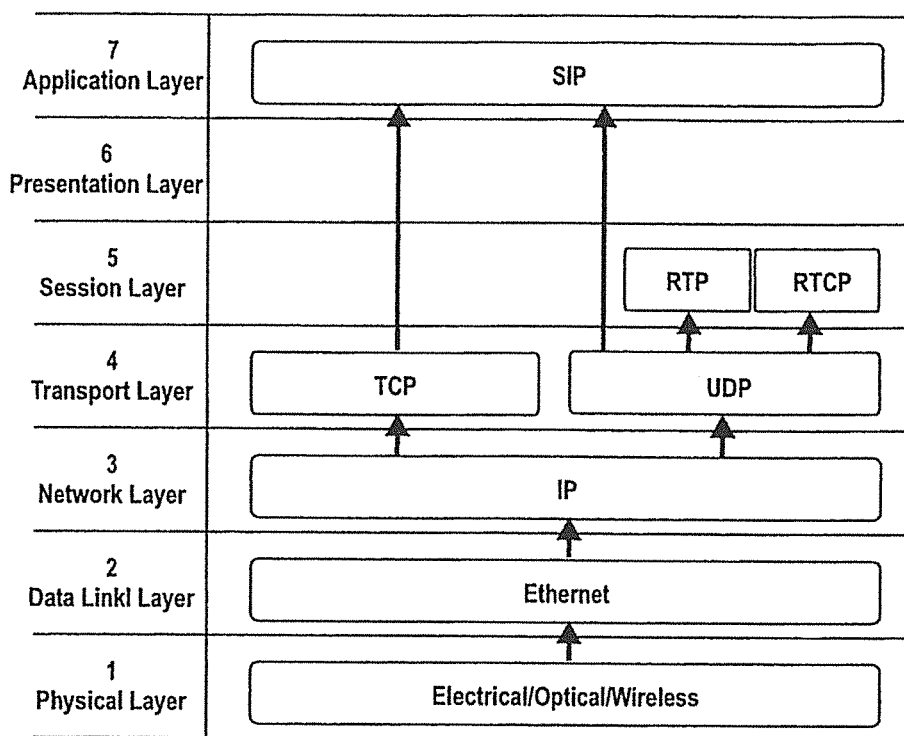 7
Application Layer
SIP
6
Presentation Layer
5
Session Layer
RTP
RTCP
4
Transport Layer
TCP
UDP
3
Network Layer
IP
2
Data Linkl Layer
Ethernet
1
Physical Layer
Electrical/Optical/Wireless